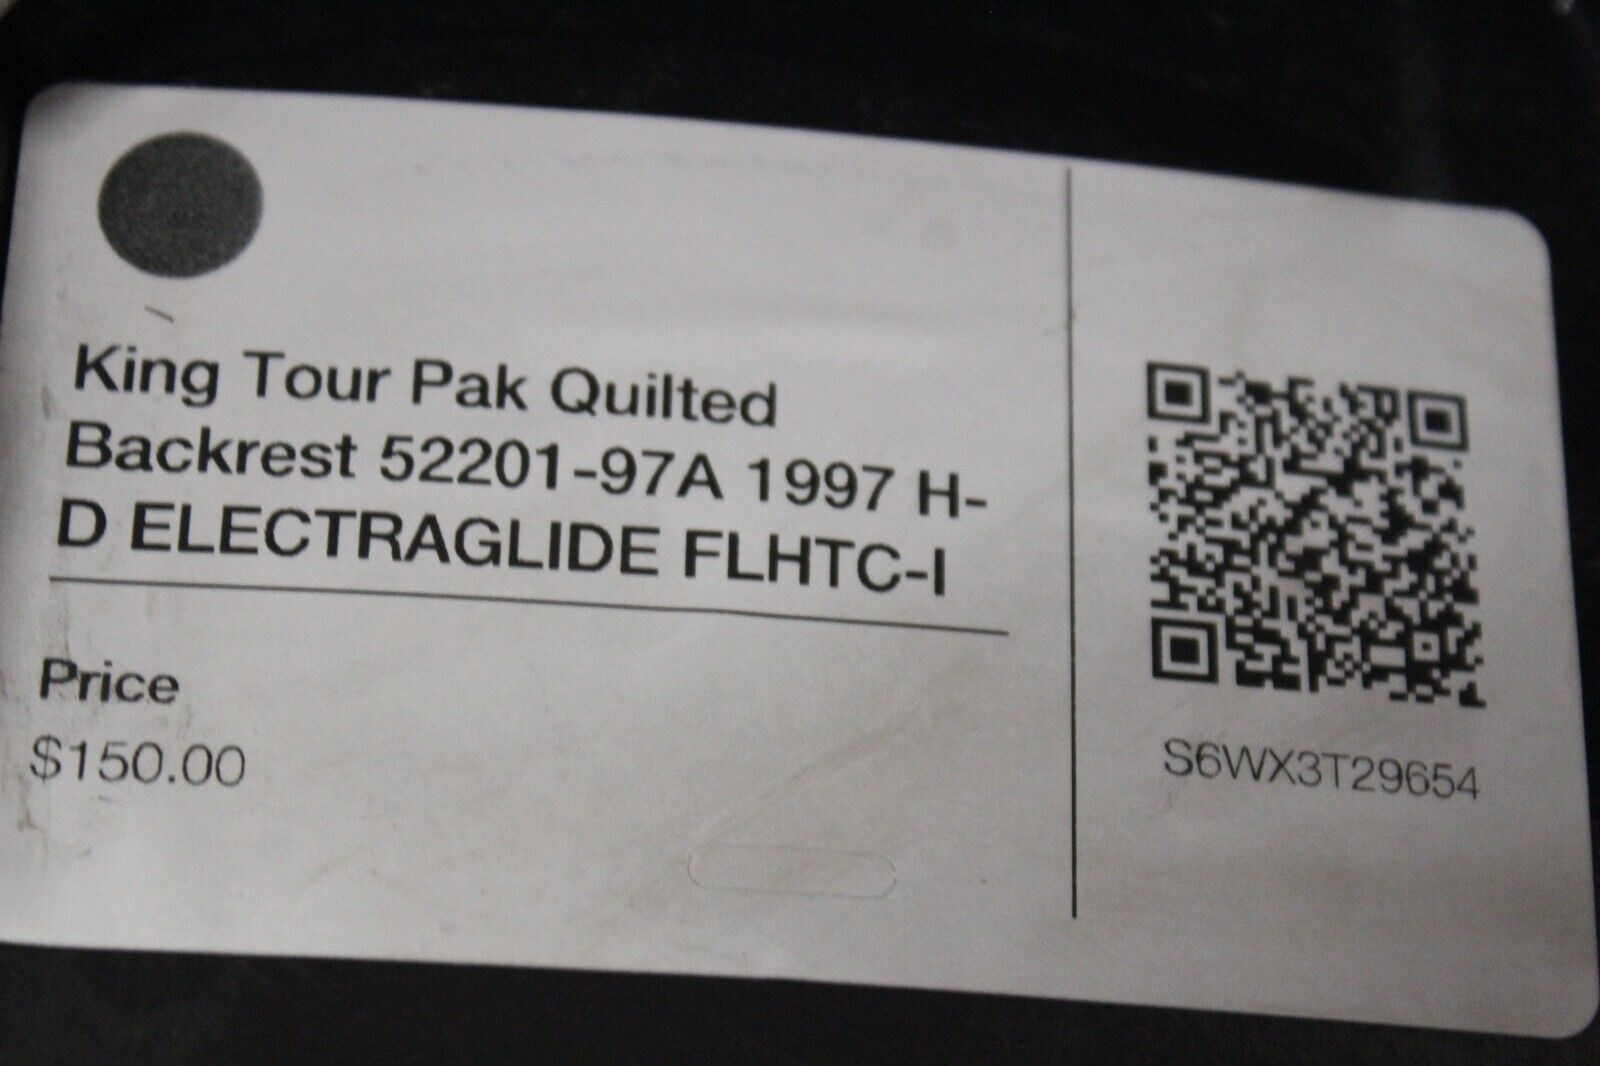 King Tour Pak Quilted
Backrest 52201-97A 1997 H-
D ELECTRAGLIDE FLHTC-I
Price
$150.00
S6WX3T29654